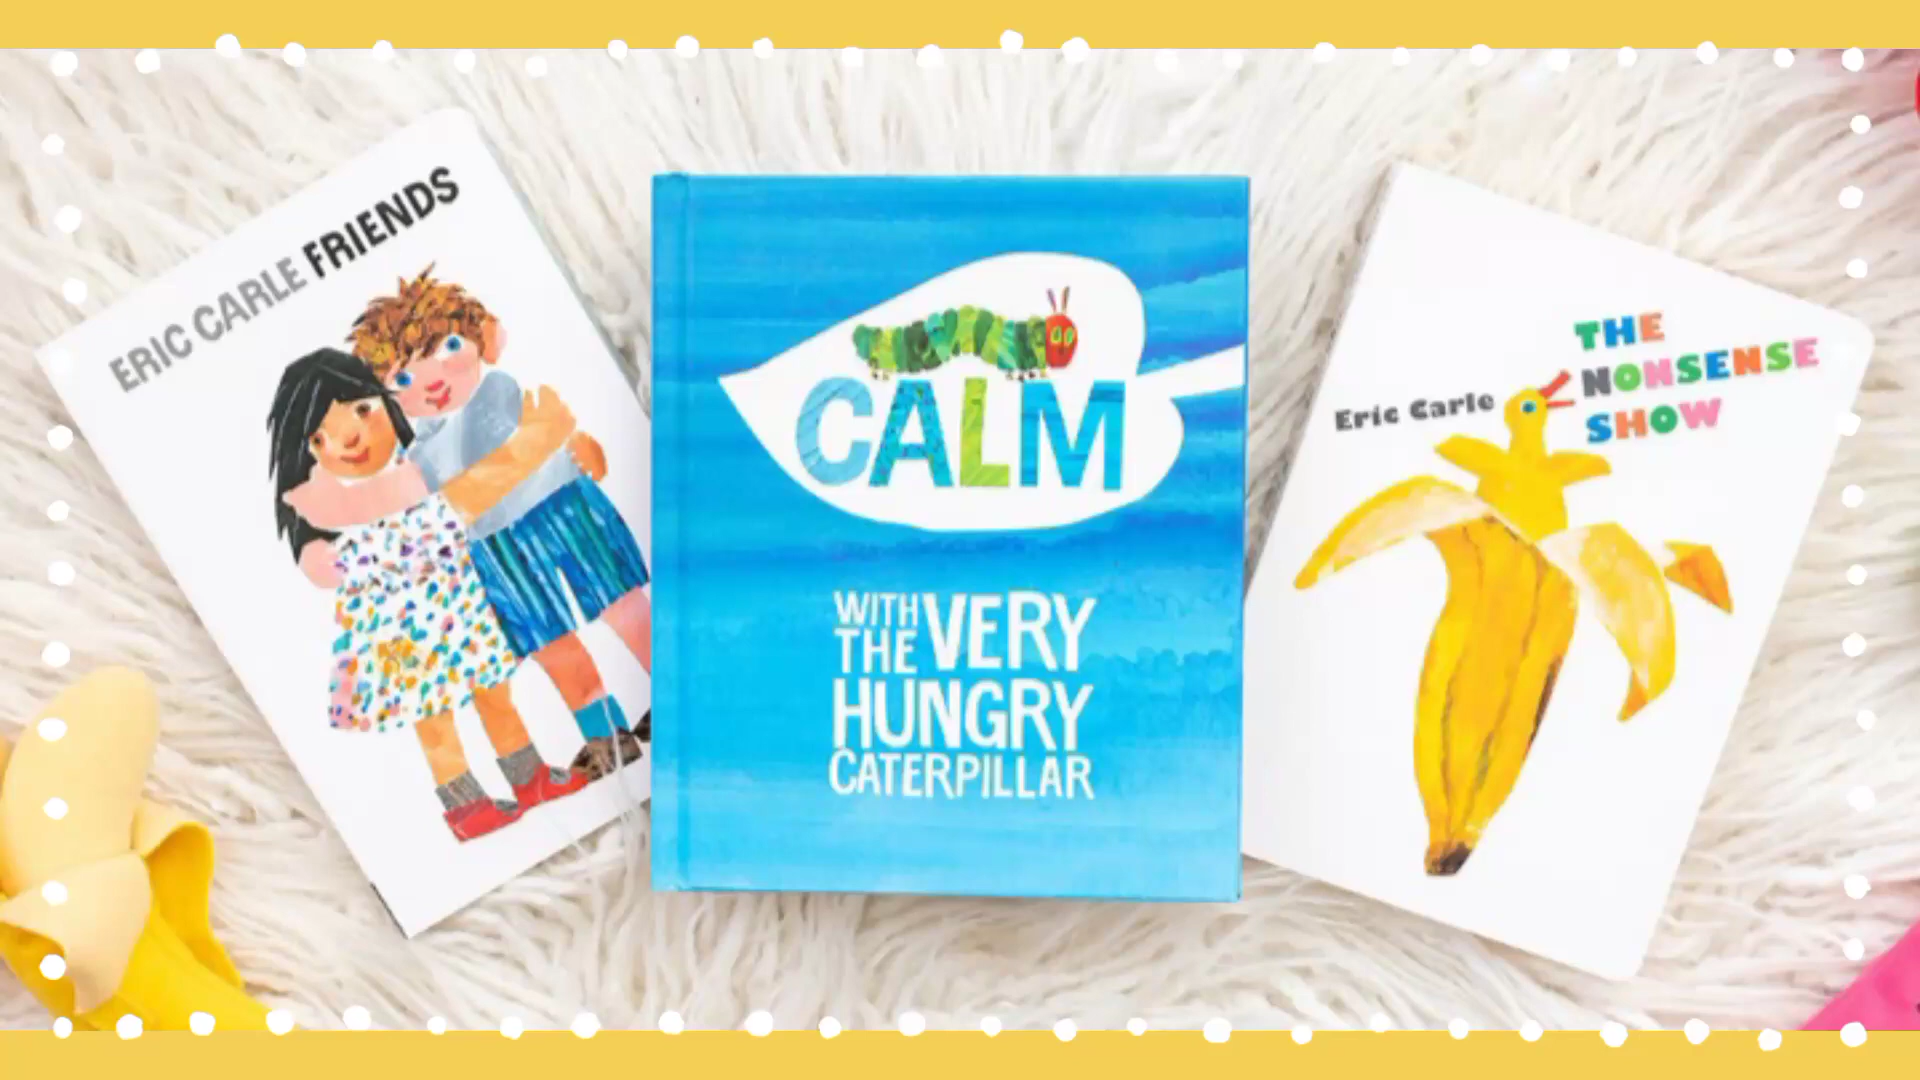 ERIC CARLE FRIENDS
CALM
WITH
THE VERY
HUNGRY
CATERPILLAR
Eric Carle
THE
NONSENSE
SHOW